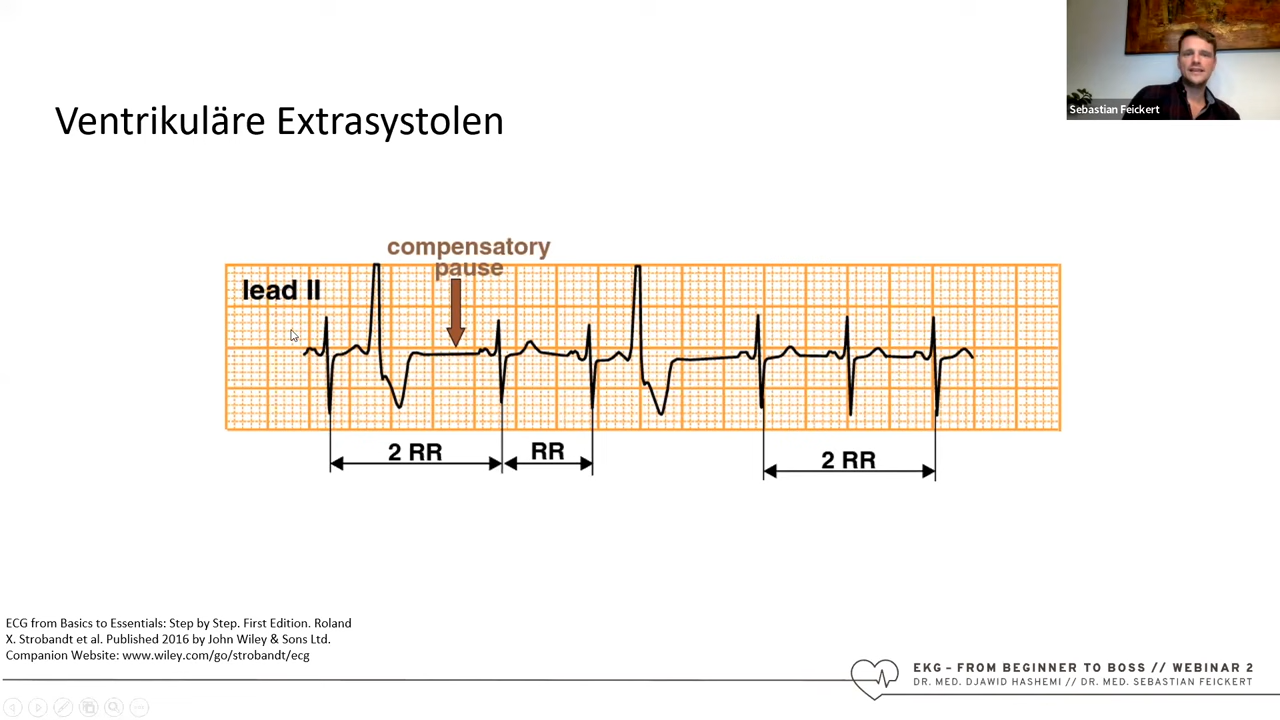 Sebastian Feickert
Ventrikuläre Extrasystolen
compensatory
pause
lead II
2 RR
RR
2 RR
ECG from Basics to Essentials: Step by Step. First Edition. Roland
X. Strobandt et al. Published 2016 by John Wiley & Sons Ltd.
Companion Website: www.wiley.com/go/strobandt/ecg
EKG – FROM BEGINNER TO BOSS // WEBINAR 2
DR. MED. DJAWID HASHEMI // DR. MED. SEBASTIAN FEICKERT